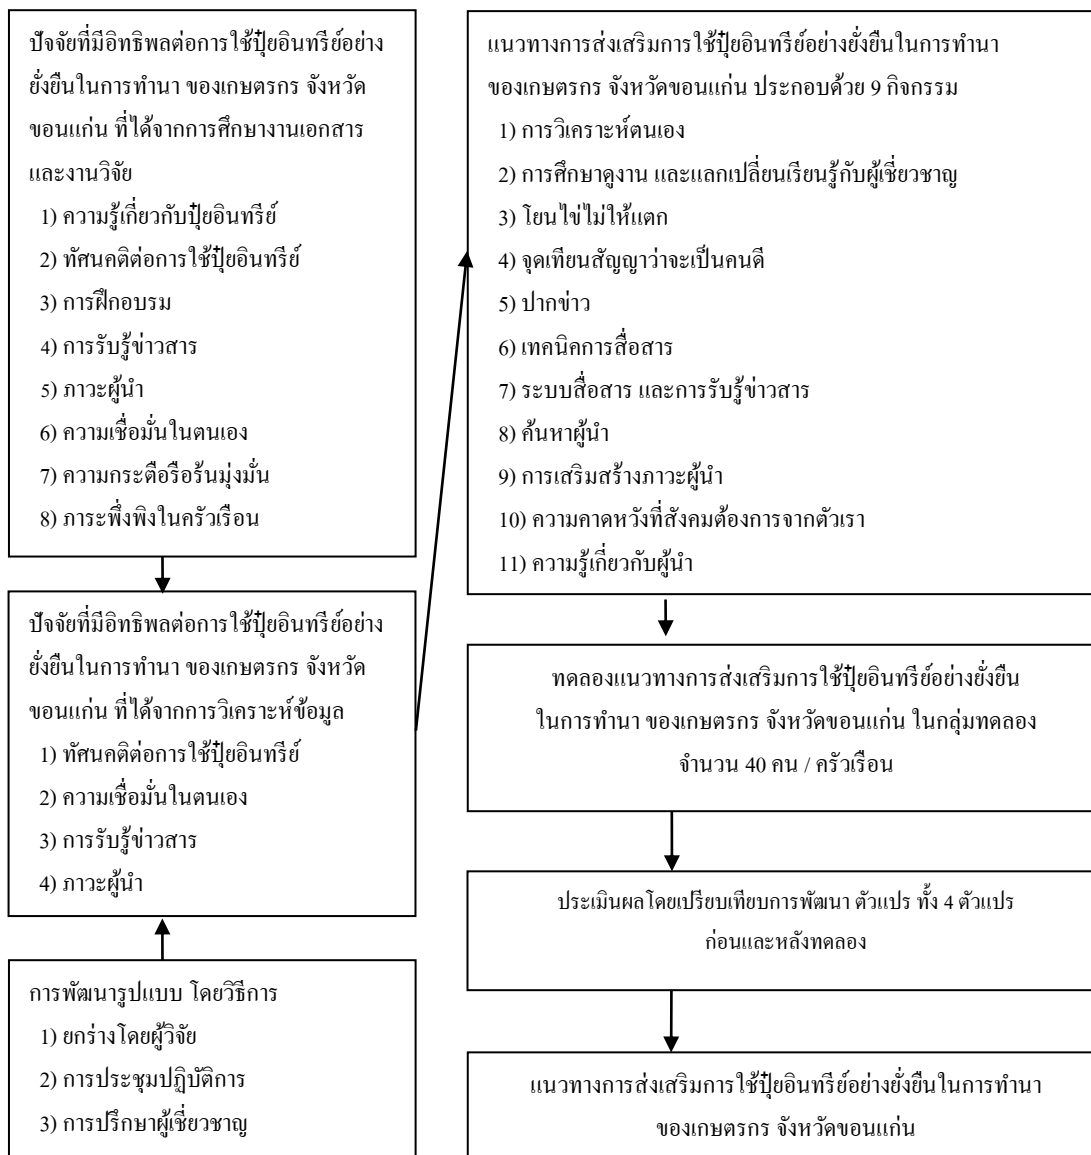 ปัจจัยที่มีอิทธิพลต่อการใช้ปุ๋ยอินทรีย์อย่าง
ยั่งยืนในการทำนา ของเกษตรกร จังหวัด
ขอนแก่น ที่ได้จากการศึกษางานเอกสาร
และงานวิจัย
1) ความรู้เกี่ยวกับปุ๋ยอินทรีย์
2) ทัศนคติต่อการใช้ปุ๋ยอินทรีย์
3) การฝึกอบรม
4) การรับรู้ข่าวสาร
5) ภาวะผู้นำ
6) ความเชื่อมั่นในตนเอง
7) ความกระตือรือร้นมุ่งมั่น
8) ภาระพึ่งพิงในครัวเรือน
ปัจจัยที่มีอิทธิพลต่อการใช้ปุ๋ยอินทรีย์อย่าง
ยั่งยืนในการทำนา ของเกษตรกร จังหวัด
ขอนแก่น ที่ได้จากการวิเคราะห์ข้อมูล
1) ทัศนคติต่อการใช้ปุ๋ยอินทรีย์
2) ความเชื่อมั่นในตนเอง
3) การรับรู้ข่าวสาร
4) ภาวะผู้นำ
การพัฒนารูปแบบ โดยวิธีการ
1) ยกร่างโดยผู้วิจัย
2) การประชุมปฏิบัติการ
3) การปรึกษาผู้เชี่ยวชาญ
แนวทางการส่งเสริมการใช้ปุ๋ยอินทรีย์อย่างยั่งยืนในการทำนา
ของเกษตรกร จังหวัดขอนแก่น ประกอบด้วย 9 กิจกรรม
1) การวิเคราะห์ตนเอง
2) การศึกษาดูงาน และแลกเปลี่ยนเรียนรู้กับผู้เชี่ยวชาญ
3) โยนไข่ไม่ให้แตก
4) จุดเทียนสัญญาว่าจะเป็นคนดี
5) ปากข่าว
6) เทคนิคการสื่อสาร
7) ระบบสื่อสาร และการรับรู้ข่าวสาร
8) ค้นหาผู้นำ
9) การเสริมสร้างภาวะผู้นำ
10) ความคาดหวังที่สังคมต้องการจากตัวเรา
11) ความรู้เกี่ยวกับผู้นำ
ทดลองแนวทางการส่งเสริมการใช้ปุ๋ยอินทรีย์อย่างยั่งยืน
ในการทำนา ของเกษตรกร จังหวัดขอนแก่น ในกลุ่มทดลอง
จำนวน 40 คน / ครัวเรือน
ประเมินผลโดยเปรียบเทียบการพัฒนา ตัวแปร ทั้ง 4 ตัวแปร
ก่อนและหลังทดลอง
แนวทางการส่งเสริมการใช้ปุ๋ยอินทรีย์อย่างยั่งยืนในการทำนา
ของเกษตรกร จังหวัดขอนแก่น